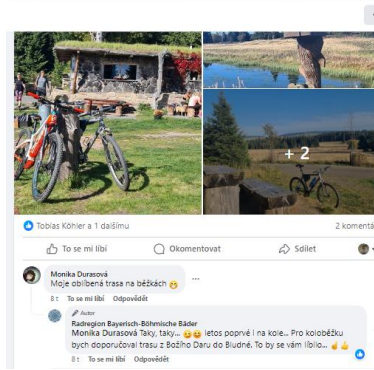 + 2
Tobias Köhler a 1 dalšímu 2 komentá
To se mi líbí Okomentovat Sdílet
Monika Durasová
Moje oblíbená trasa na běžkách 😁
8 t To se mi líbí Odpovědět
Autor
Radregion Bayerisch-Böhmische Bäder
Monika Durasová Taky, taky... 😄😄 letos poprvé i na kole... Pro koloběžku
bych doporučoval trasu z Božího Daru do Bludné. To by se vám líbilo... ☝👍
8 t To se mi líbí Odpovědět